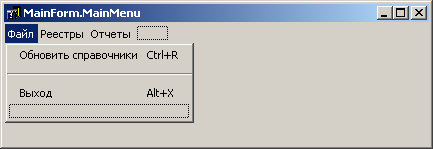 MainForm.MainMenu
Файл Реестры Отчеты
Обновить справочники Ctrl+R
Выход Alt+X